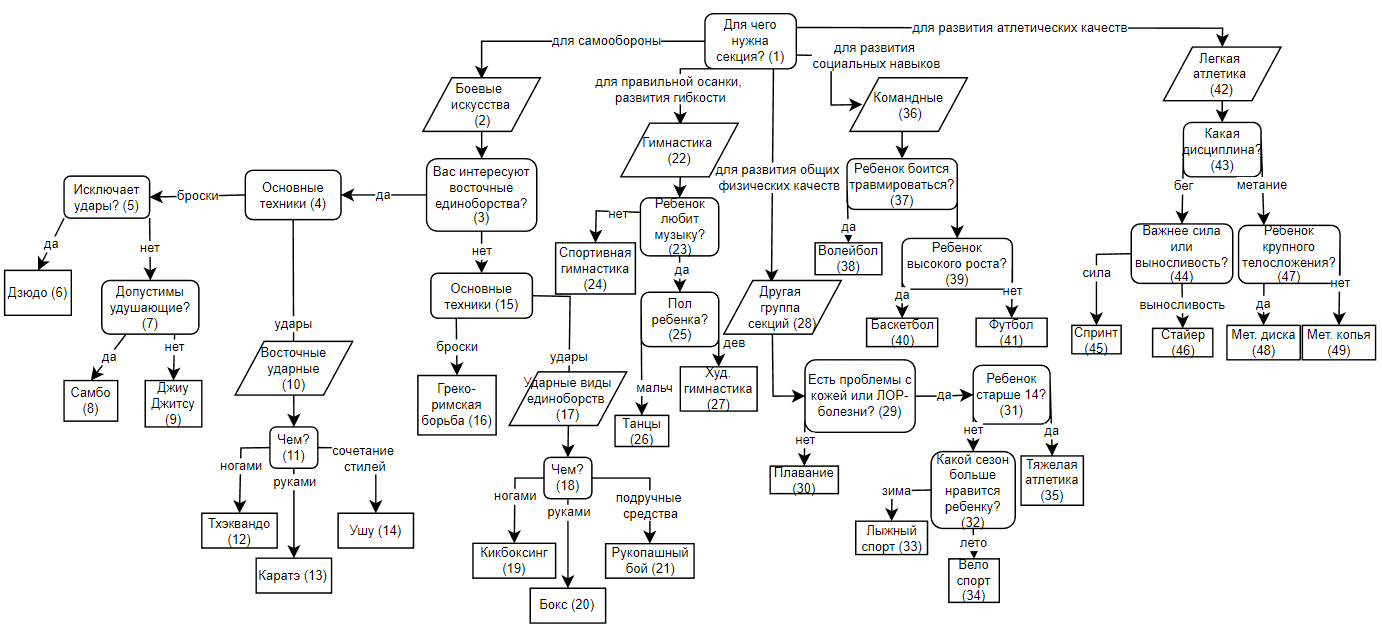 Для чего
нужна
секция? (1)
для самообороны
для правильной осанки,
развития гибкости
для развития общих
физических качеств
для развития
социальных навыков
для развития атлетических качеств
Боевые
искусства
(2)
Вас интересуют
восточные
единоборства?
(3)
да
нет
Основные
техники (4)
броски
удары
Исключает
удары? (5)
да
нет
Дзюдо (6)
Допустимы
удушающие?
(7)
да
нет
Самбо
(8)
Джиу
Джитсу
(9)
Восточные
ударные
(10)
Чем?
(11)
ногами
руками
сочетание
стилей
Тхэквандо
(12)
Каратэ (13)
Ушу (14)
Основные
техники (15)
броски
удары
Греко-
римская
борьба (16)
Ударные виды
единоборств
(17)
Чем?
(18)
ногами
руками
подручные
средства
Кикбоксинг
(19)
Бокс (20)
Рукопашный
бой (21)
Гимнастика
(22)
Ребенок
любит
музыку?
(23)
нет
да
Спортивная
гимнастика
(24)
Пол
ребенка?
(25)
мальч
дев
Танцы
(26)
Худ.
гимнастика
(27)
Другая
группа
секций (28)
Есть проблемы с
кожей или ЛОР-
болезни? (29)
нет
да
Плавание
(30)
Ребенок
старше 14?
(31)
нет
да
Какой сезон
больше
нравится
ребенку?
(32)
зима
лето
Лыжный
спорт (33)
Вело
спорт
(34)
Тяжелая
атлетика
(35)
Командные
(36)
Ребенок боится
травмироваться?
(37)
да
Волейбол
(38)
Ребенок
высокого роста?
(39)
да
нет
Баскетбол
(40)
Футбол
(41)
Легкая
атлетика
(42)
Какая
дисциплина?
(43)
бег
метание
Важнее сила
или
выносливость?
(44)
сила
выносливость
Спринт
(45)
Стайер
(46)
Ребенок
крупного
телосложения?
(47)
да
нет
Мет. диска
(48)
Мет. копья
(49)